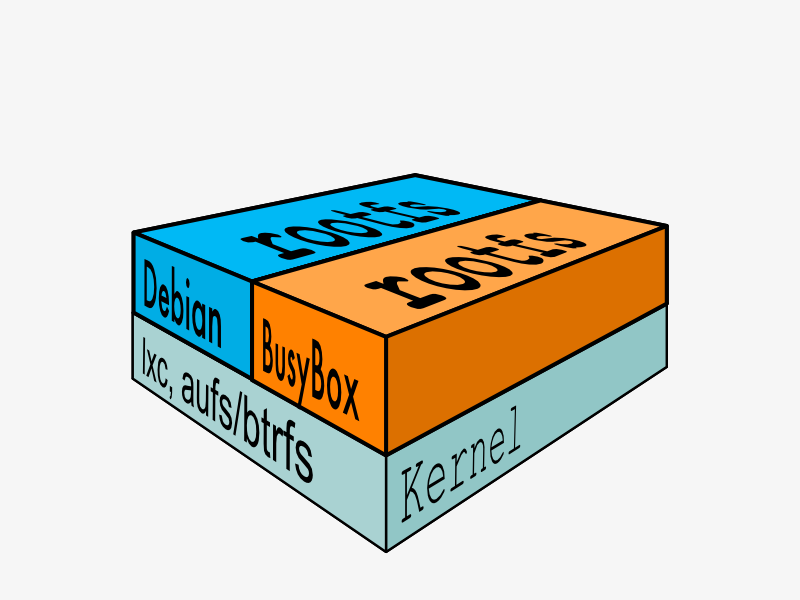 rootfs
rootfs
Debian
BusyBox
lxc, aufs/btrfs
Kernel